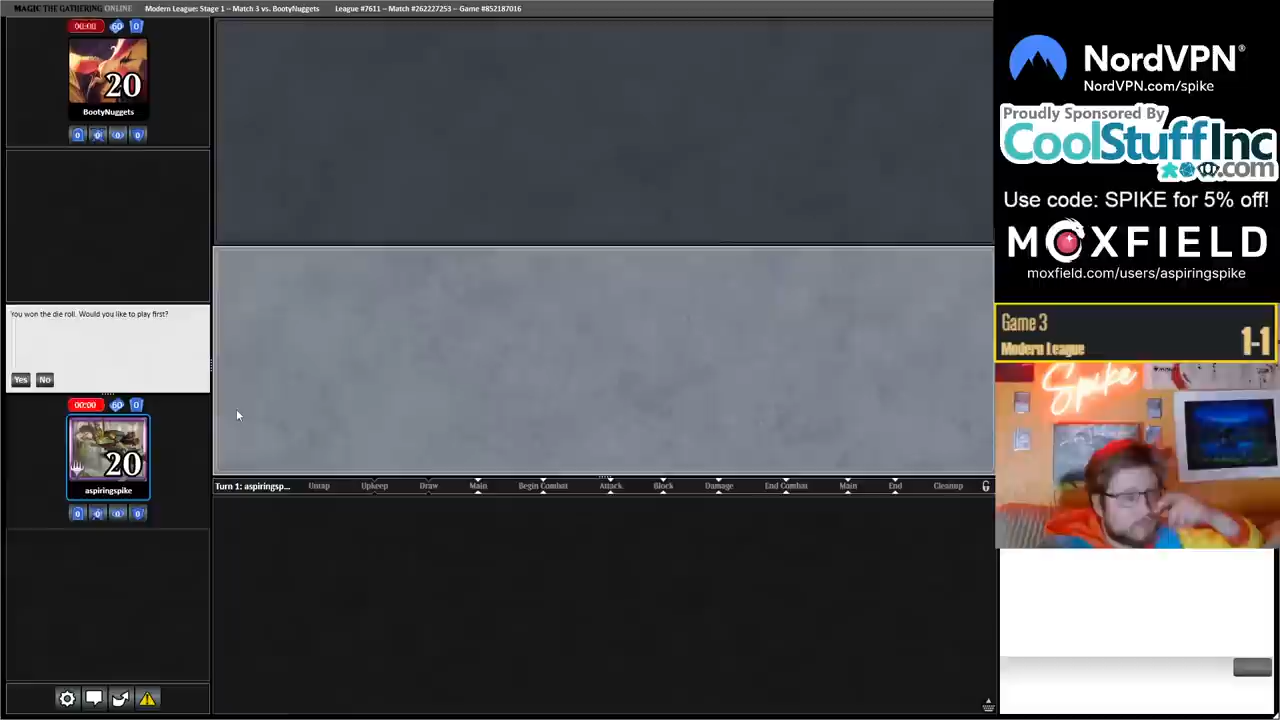 MAGIC THE GATHERING ONLINE
Modern League: Stage 1 – Match 3 vs. BootyNuggets
League #7611 – Match #262227253 – Game #852187016
00:00 60 0
20
BootyNuggets
0 0 0 0
You won the die roll. Would you like to play first?
Yes No
00:00 60 0
20
aspiringspike
0 0 0 0
Turn 1: aspiringsp... Untap Upkeep Draw Main Begin Combat Attack Block Damage End Combat Main End Cleanup
NordVPN®
NordVPN.com/spike
Proudly Sponsored By
CoolStuffInc
.com
Use code: SPIKE for 5% off!
MOXFIELD
moxfield.com/users/aspiringspike
Game 3
1-1
Modern League
Spike